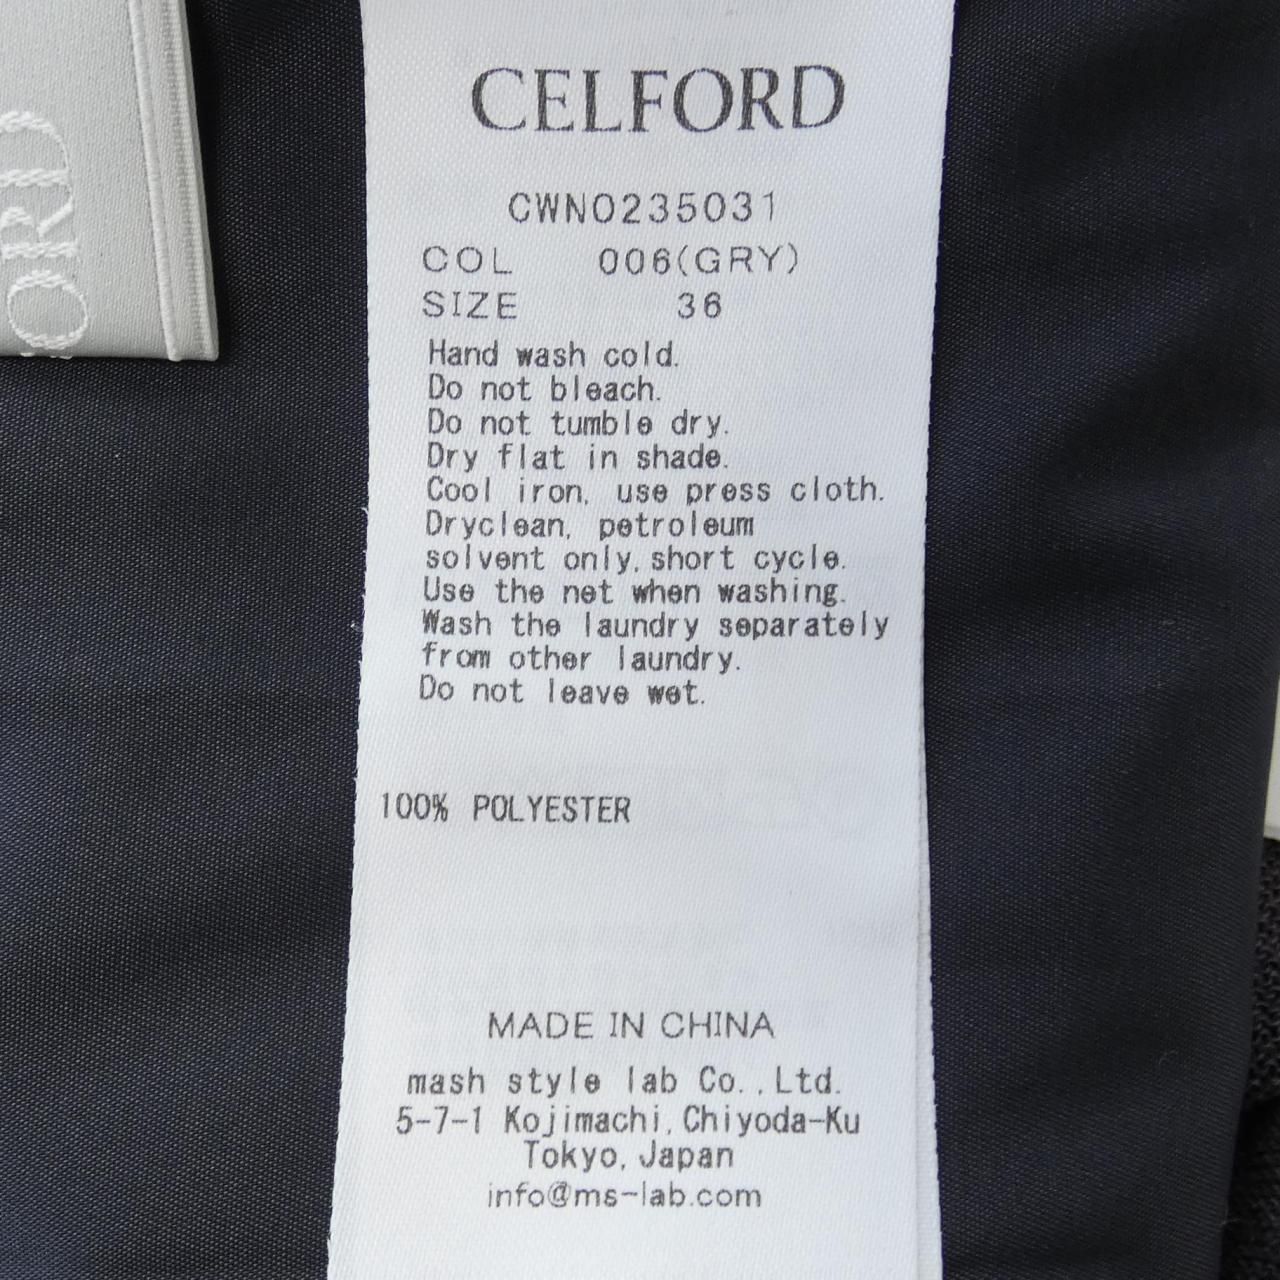 ORD
CELFORD
CWNO235031
COL 006(GRY)
SIZE 36
Hand wash cold.
Do not bleach.
Do not tumble dry.
Dry flat in shade.
Cool iron, use press cloth.
Dryclean, petroleum
solvent only, short cycle.
Use the net when washing.
Wash the laundry separately
from other laundry.
Do not leave wet.
100% POLYESTER
MADE IN CHINA
mash style lab Co.,Ltd.
5-7-1 Kojimachi, Chiyoda-Ku
Tokyo, Japan
info@ms-lab.com